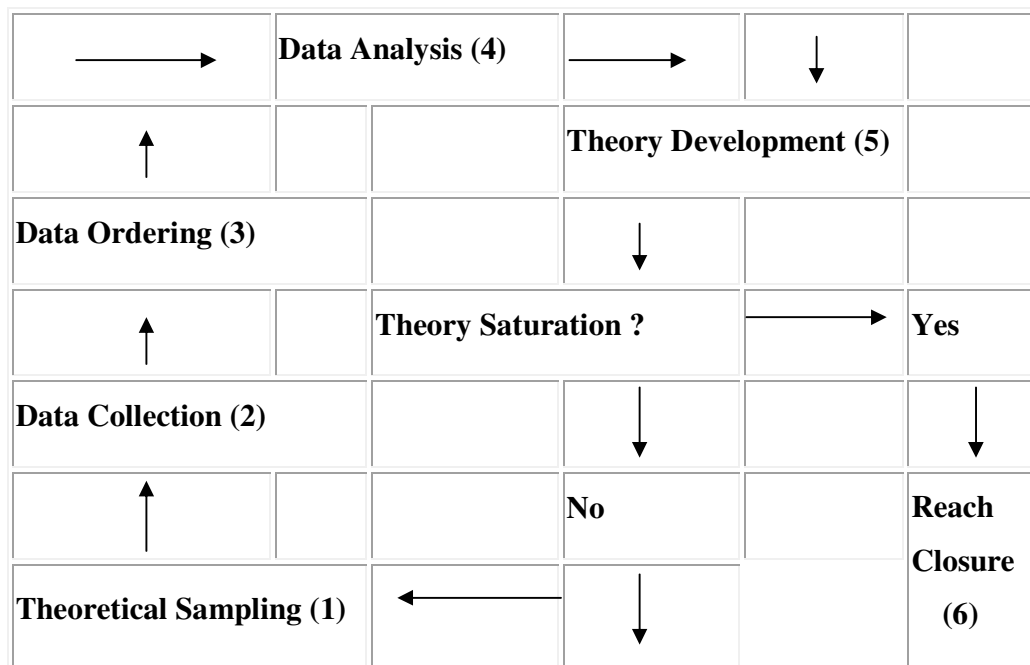 Data Analysis (4)
Theory Development (5)
Data Ordering (3)
Theory Saturation ?
Yes
Data Collection (2)
No
Reach
Closure
(6)
Theoretical Sampling (1)